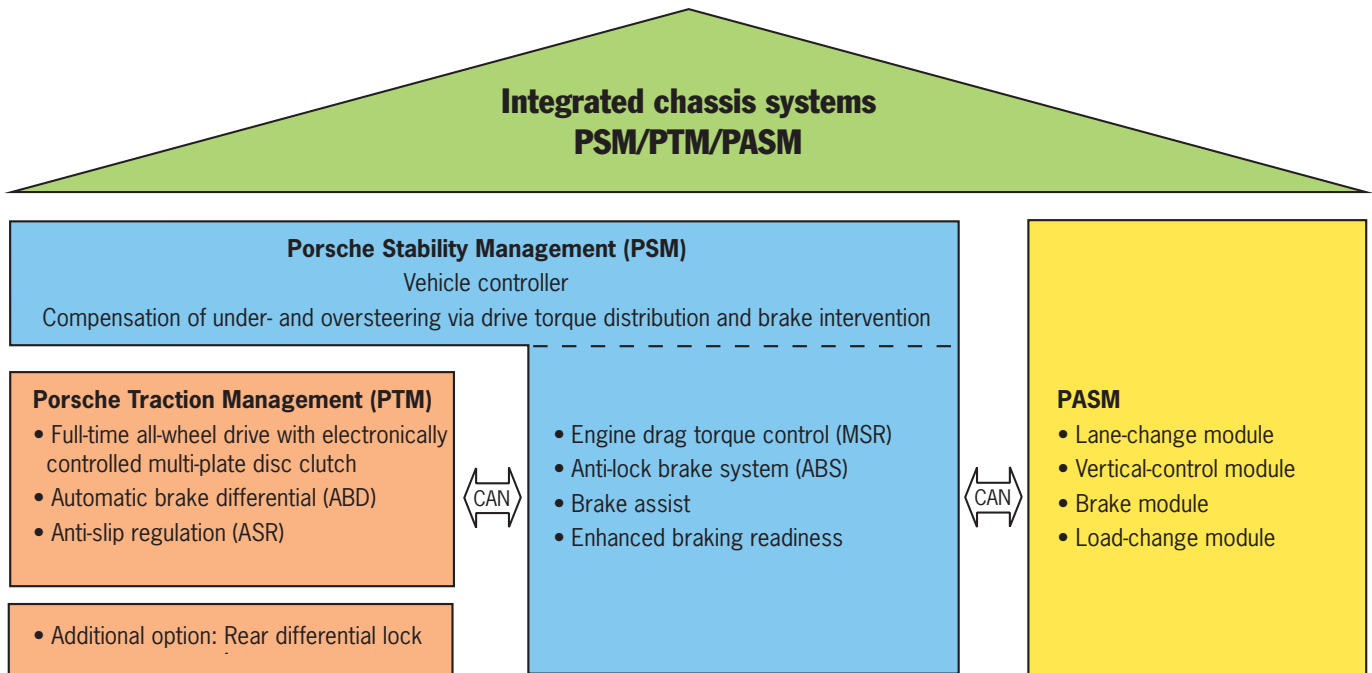 Integrated chassis systems
PSM/PTM/PASM
Porsche Stability Management (PSM)
Vehicle controller
Compensation of under- and oversteering via drive torque distribution and brake intervention
Porsche Traction Management (PTM)
• Full-time all-wheel drive with electronically
controlled multi-plate disc clutch
• Automatic brake differential (ABD)
• Anti-slip regulation (ASR)
• Additional option: Rear differential lock
CAN
• Engine drag torque control (MSR)
• Anti-lock brake system (ABS)
• Brake assist
• Enhanced braking readiness
CAN
PASM
• Lane-change module
• Vertical-control module
• Brake module
• Load-change module